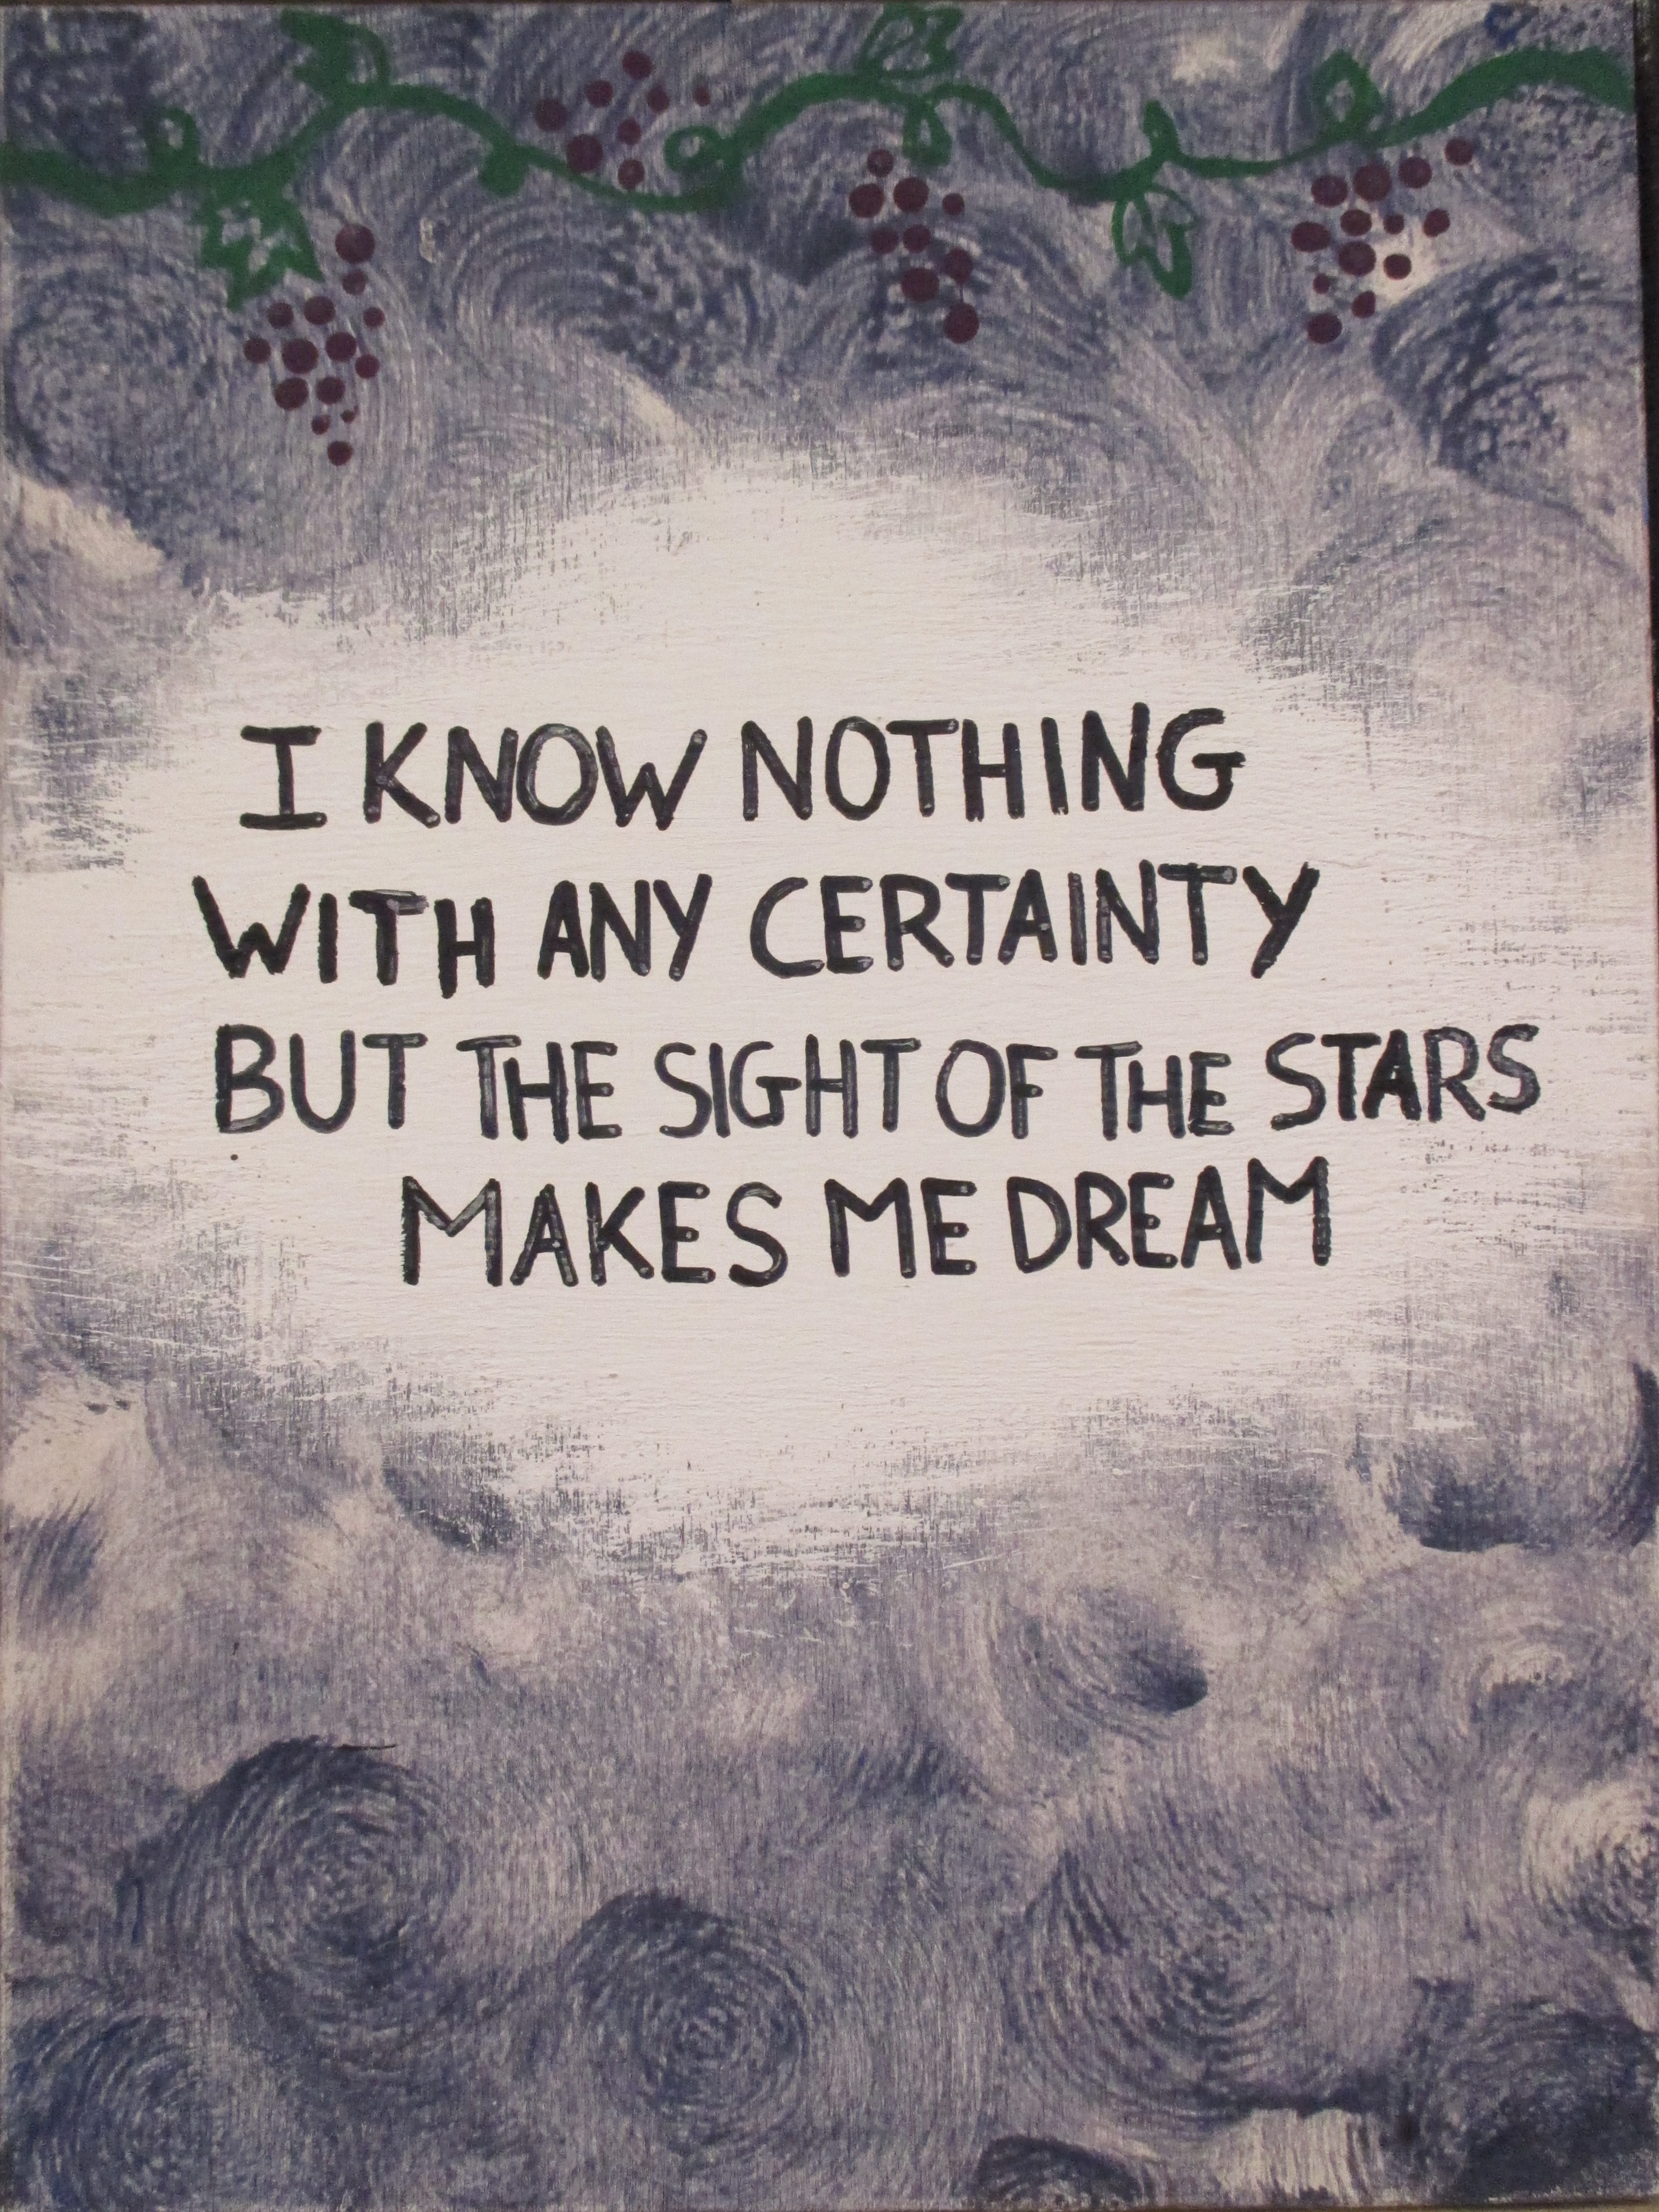 I KNOW NOTHING
WITH ANY CERTAINTY
BUT THE SIGHT OF THE STARS
MAKES ME DREAM